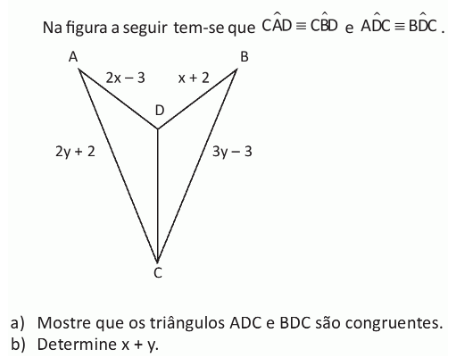 Na figura a seguir tem-se que CÂD ≡ CB̂D e AD̂C ≡ BD̂C .
A B
2x – 3 x + 2
D
2y + 2 3y – 3
C
a) Mostre que os triângulos ADC e BDC são congruentes.
b) Determine x + y.